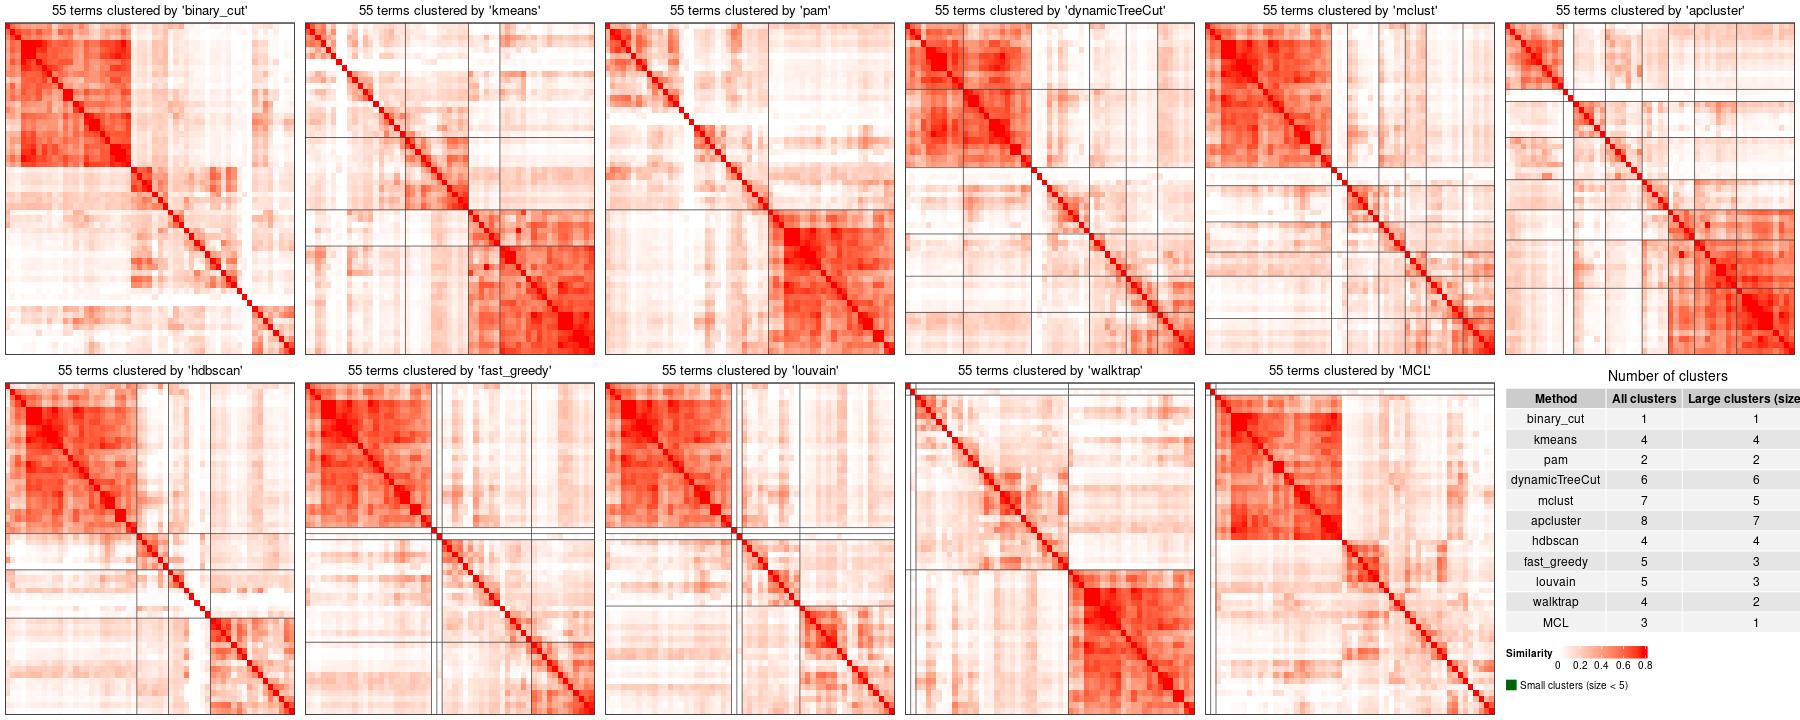 55 terms clustered by 'binary_cut'
55 terms clustered by 'kmeans'
55 terms clustered by 'pam'
55 terms clustered by 'dynamicTreeCut'
55 terms clustered by 'mclust'
55 terms clustered by 'apcluster'
55 terms clustered by 'hdbscan'
55 terms clustered by 'fast_greedy'
55 terms clustered by 'louvain'
55 terms clustered by 'walktrap'
55 terms clustered by 'MCL'
Number of clusters
Method All clusters Large clusters (size
binary_cut 1 1
kmeans 4 4
pam 2 2
dynamicTreeCut 6 6
mclust 7 5
apcluster 8 7
hdbscan 4 4
fast_greedy 5 3
louvain 5 3
walktrap 4 2
MCL 3 1
Similarity
0 0.2 0.4 0.6 0.8
Small clusters (size < 5)